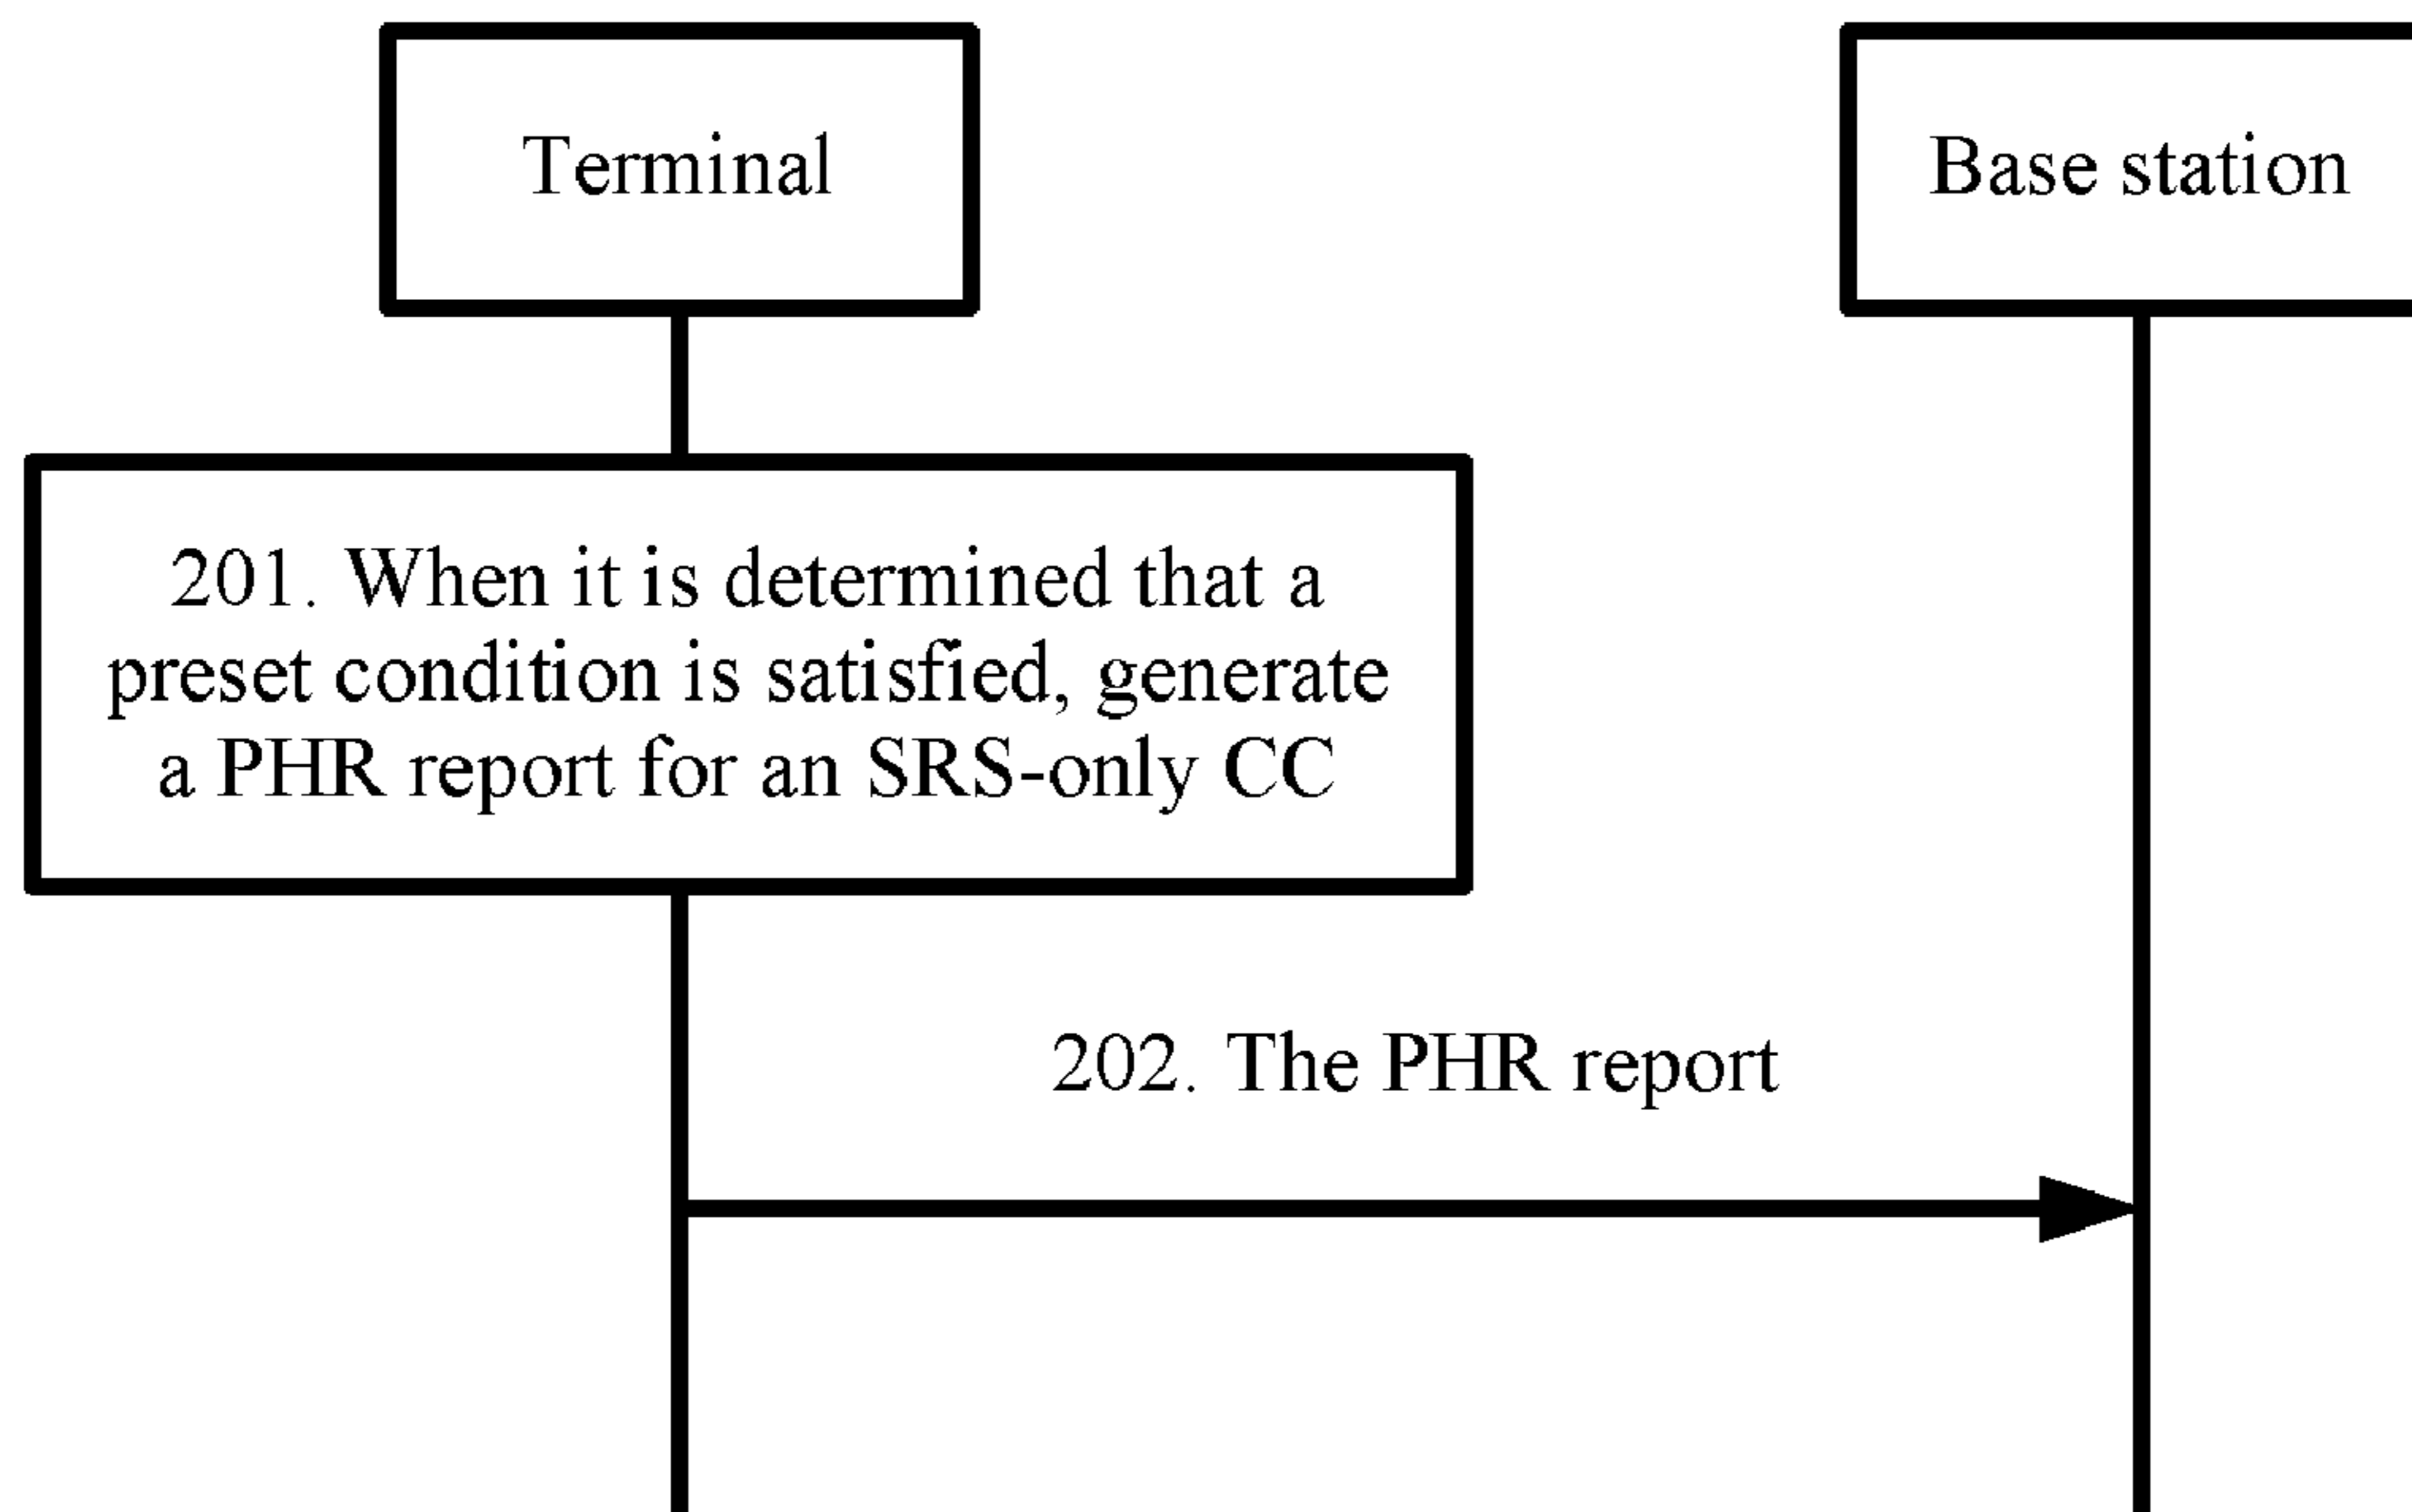 Terminal
Base station
201. When it is determined that a
preset condition is satisfied, generate
a PHR report for an SRS-only CC
202. The PHR report